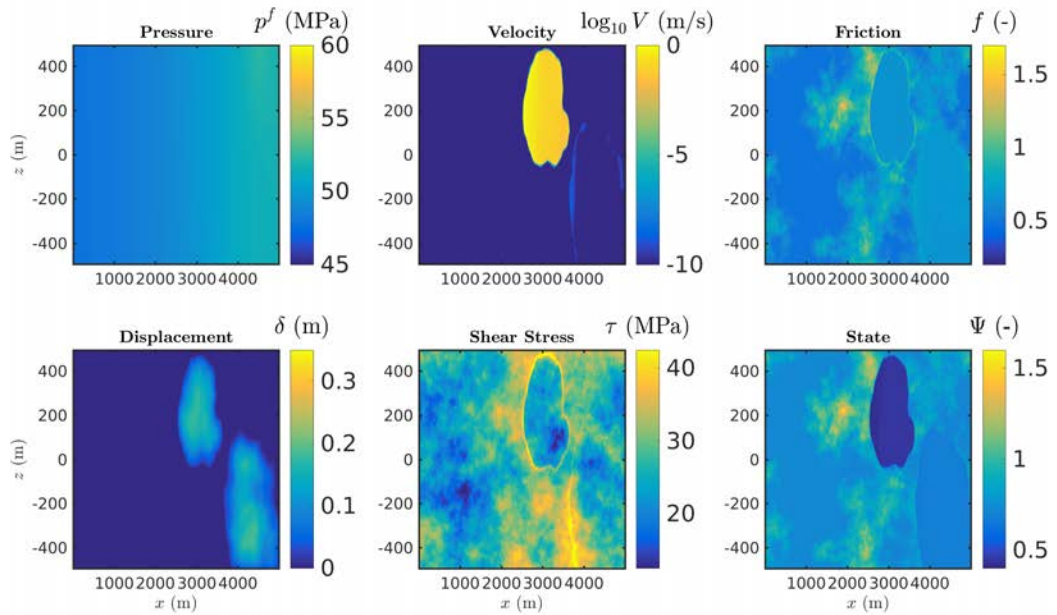 Pressure
p^f (MPa)
Velocity
log₁₀ V (m/s)
Friction
f (-)
400
200
0
-200
-400
z (m)
1000 2000 3000 4000
60
55
50
45
400
200
0
-200
-400
1000 2000 3000 4000
0
-5
-10
400
200
0
-200
-400
1000 2000 3000 4000
1.5
1
0.5
Displacement
δ (m)
Shear Stress
τ (MPa)
State
Ψ (-)
400
200
0
-200
-400
z (m)
1000 2000 3000 4000
x (m)
0.3
0.2
0.1
0
400
200
0
-200
-400
1000 2000 3000 4000
x (m)
40
30
20
400
200
0
-200
-400
1000 2000 3000 4000
x (m)
1.5
1
0.5